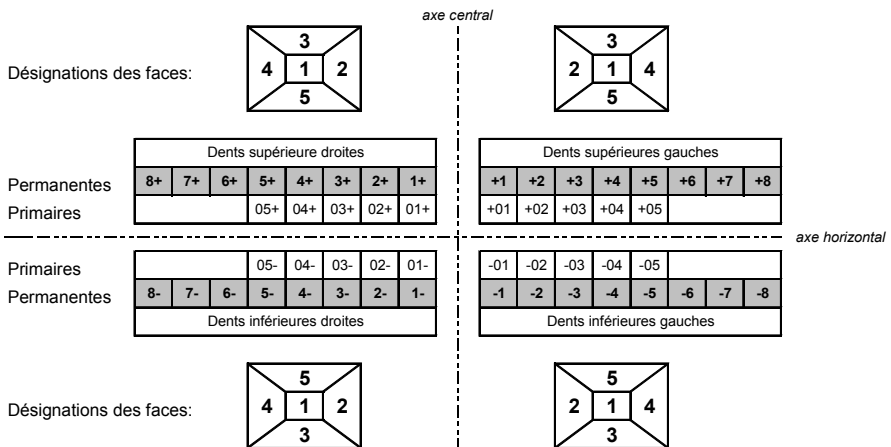 axe central
3 3
Désignations des faces: 4 1 2 2 1 4
5 5
Dents supérieure droites Dents supérieures gauches
Permanentes 8+ 7+ 6+ 5+ 4+ 3+ 2+ 1+ +1 +2 +3 +4 +5 +6 +7 +8
Primaires 05+ 04+ 03+ 02+ 01+ +01 +02 +03 +04 +05
axe horizontal
Primaires 05- 04- 03- 02- 01- -01 -02 -03 -04 -05
Permanentes 8- 7- 6- 5- 4- 3- 2- 1- -1 -2 -3 -4 -5 -6 -7 -8
Dents inférieures droites Dents inférieures gauches
5 5
Désignations des faces: 4 1 2 2 1 4
3 3